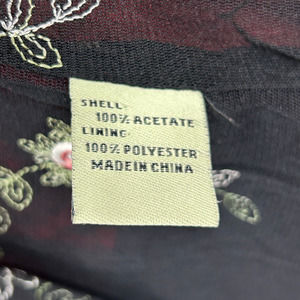 SHELL:
100% ACETATE
LINING:
100% POLYESTER
MADE IN CHINA